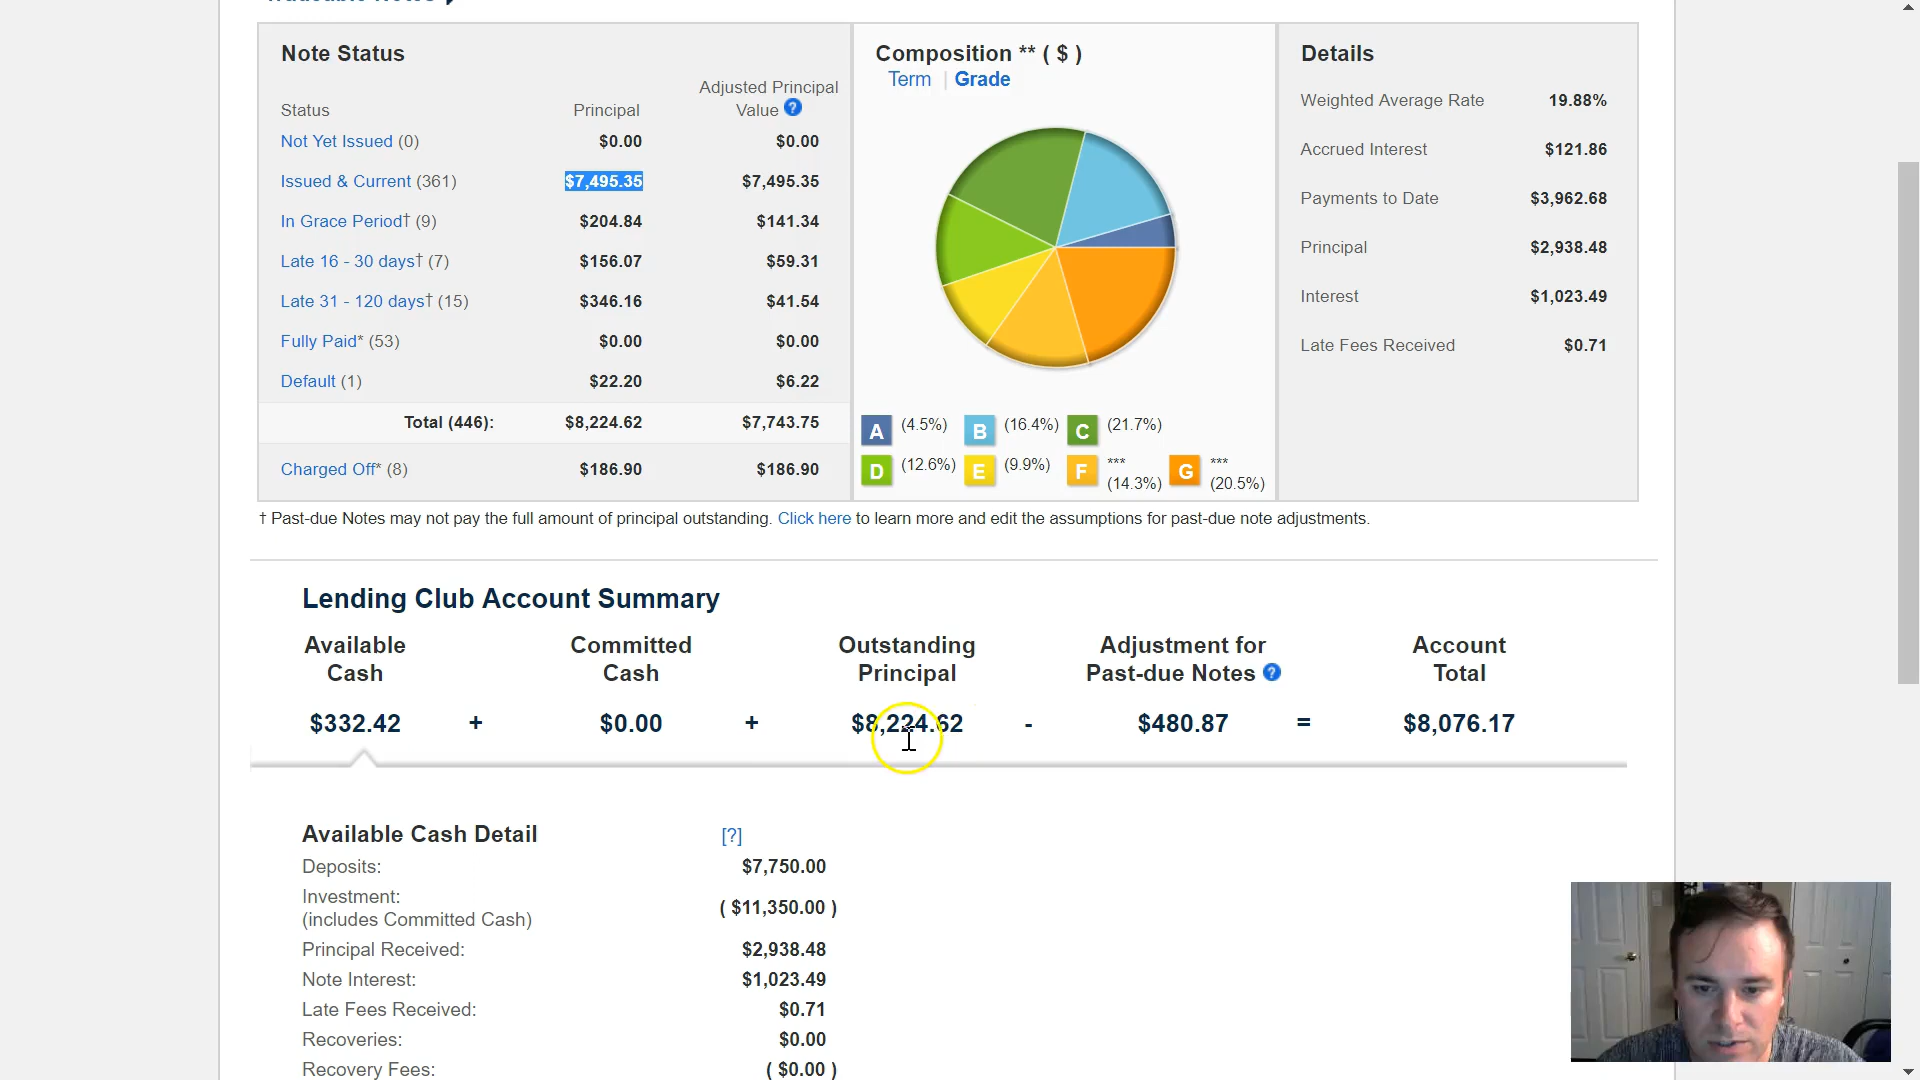 Note Status
Status Principal Adjusted Principal Value ?
Not Yet Issued (0) $0.00 $0.00
Issued & Current (361) $7,495.35 $7,495.35
In Grace Period† (9) $204.84 $141.34
Late 16 - 30 days† (7) $156.07 $59.31
Late 31 - 120 days† (15) $346.16 $41.54
Fully Paid* (53) $0.00 $0.00
Default (1) $22.20 $6.22
Total (446): $8,224.62 $7,743.75
Charged Off* (8) $186.90 $186.90
Composition ** ( $ )
Term | Grade
A (4.5%) B (16.4%) C (21.7%)
D (12.6%) E (9.9%) F *** (14.3%) G *** (20.5%)
Details
Weighted Average Rate 19.88%
Accrued Interest $121.86
Payments to Date $3,962.68
Principal $2,938.48
Interest $1,023.49
Late Fees Received $0.71
† Past-due Notes may not pay the full amount of principal outstanding. Click here to learn more and edit the assumptions for past-due note adjustments.
Lending Club Account Summary
Available Cash Committed Cash Outstanding Principal Adjustment for Past-due Notes ? Account Total
$332.42 + $0.00 + $8,224.62 - $480.87 = $8,076.17
Available Cash Detail [?]
Deposits: $7,750.00
Investment:
(includes Committed Cash) ( $11,350.00 )
Principal Received: $2,938.48
Note Interest: $1,023.49
Late Fees Received: $0.71
Recoveries: $0.00
Recovery Fees: ( $0.00 )